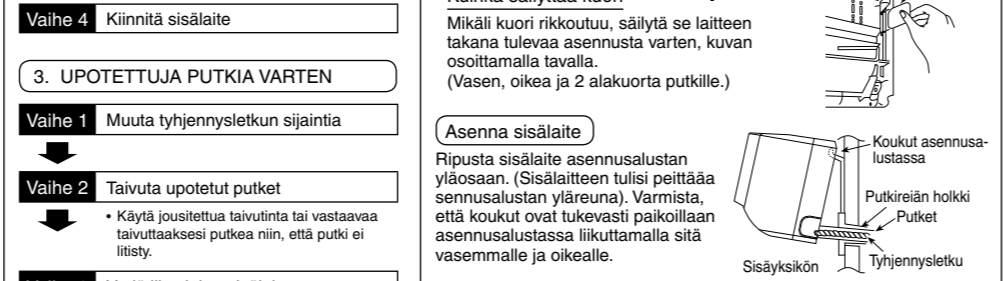 Vaihe 4 Kiinnitä sisälaite
3. UPOTETTUJA PUTKIA VARTEN
Vaihe 1 Muuta tyhjennysletkun sijaintia
Vaihe 2 Taivuta upotetut putket
• Käytä jousitettua taivutinta tai vastaavaa
taivuttaaksesi putkea niin, että putki ei
litisty.
Mikäli kuori rikkoutuu, säilytä se laitteen
takana tulevaa asennusta varten, kuvan
osoittamalla tavalla.
(Vasen, oikea ja 2 alakuorta putkille.)
Asenna sisälaite
Ripusta sisälaite asennusalustan
yläosaan. (Sisälaitteen tulisi peittääa
sennusalustan yläreuna). Varmista,
että koukut ovat tukevasti paikoillaan
asennusalustassa liikuttamalla sitä
vasemmalle ja oikealle.
Koukut asennusa-
lustassa
Putkireiän holkki
Putket
Tyhjennysletku
Sisäyksikön